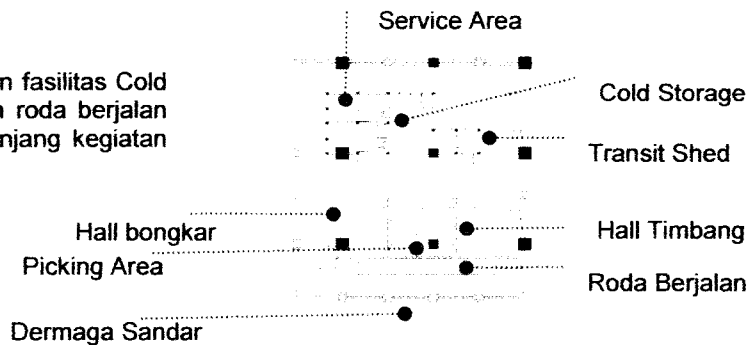 Service Area
n fasilitas Cold
roda berjalan
njang kegiatan
Cold Storage
Transit Shed
Hall bongkar
Hall Timbang
Picking Area
Roda Berjalan
Dermaga Sandar